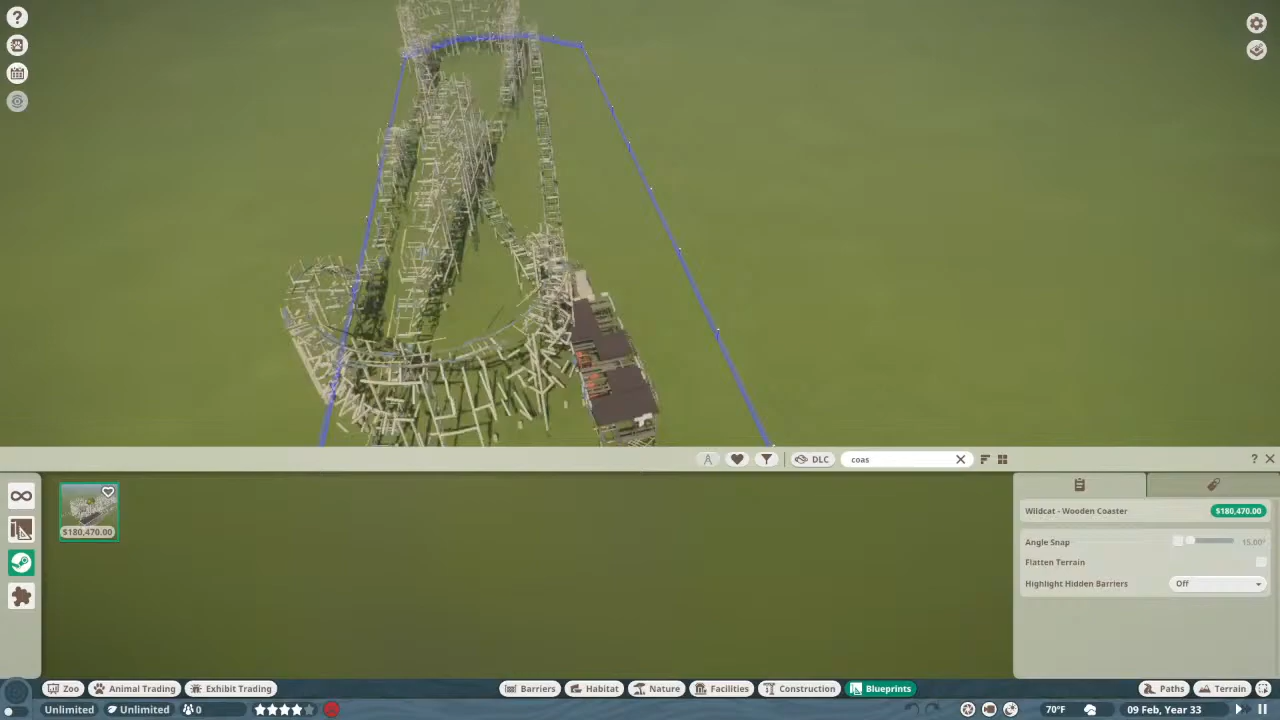 ?
A
DLC
coas
?
$180,470.00
Wildcat - Wooden Coaster
$180,470.00
Angle Snap
15.00°
Flatten Terrain
Highlight Hidden Barriers
Off
Zoo
Animal Trading
Exhibit Trading
Barriers
Habitat
Nature
Facilities
Construction
Blueprints
Paths
Terrain
Unlimited
Unlimited
0
70°F
09 Feb, Year 33